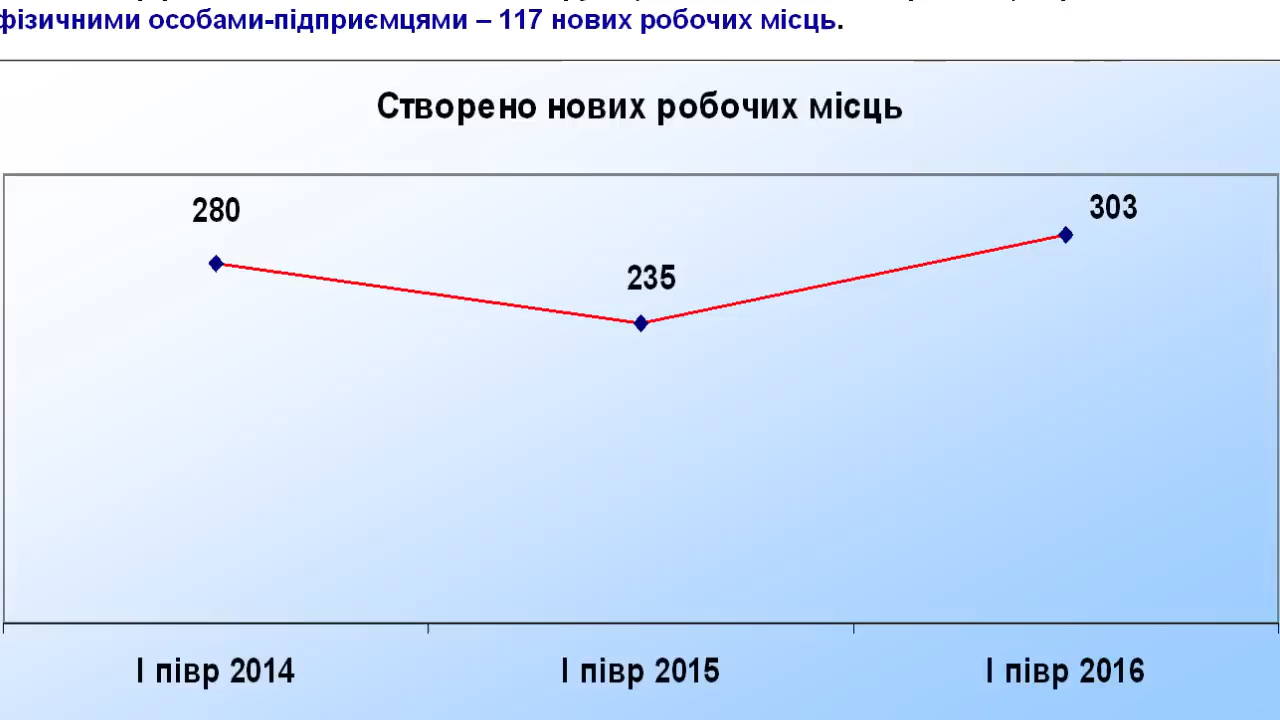 фізичними особами-підприємцями – 117 нових робочих місць.
Створено нових робочих місць
280
235
303
І півр 2014
І півр 2015
І півр 2016